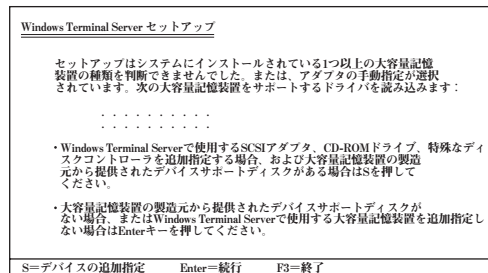 Windows Terminal Server セットアップ
セットアップはシステムにインストールされている1つ以上の大容量記憶
装置の種類を判断できませんでした。または、アダプタの手動指定が選択
されています。次の大容量記憶装置をサポートするドライバを読み込みます：
．．．．．．．．．．
．．．．．．．．．．
・Windows Terminal Serverで使用するSCSIアダプタ、CD-ROMドライブ、特殊なディ
スクコントローラを追加指定する場合、および大容量記憶装置の製造
元から提供されたデバイスサポートディスクがある場合はSを押して
ください。
・大容量記憶装置の製造元から提供されたデバイスサポートディスクが
ない場合、またはWindows Terminal Serverで使用する大容量記憶装置を追加指定し
ない場合はEnterキーを押してください。
S＝デバイスの追加指定　Enter＝続行　F3＝終了